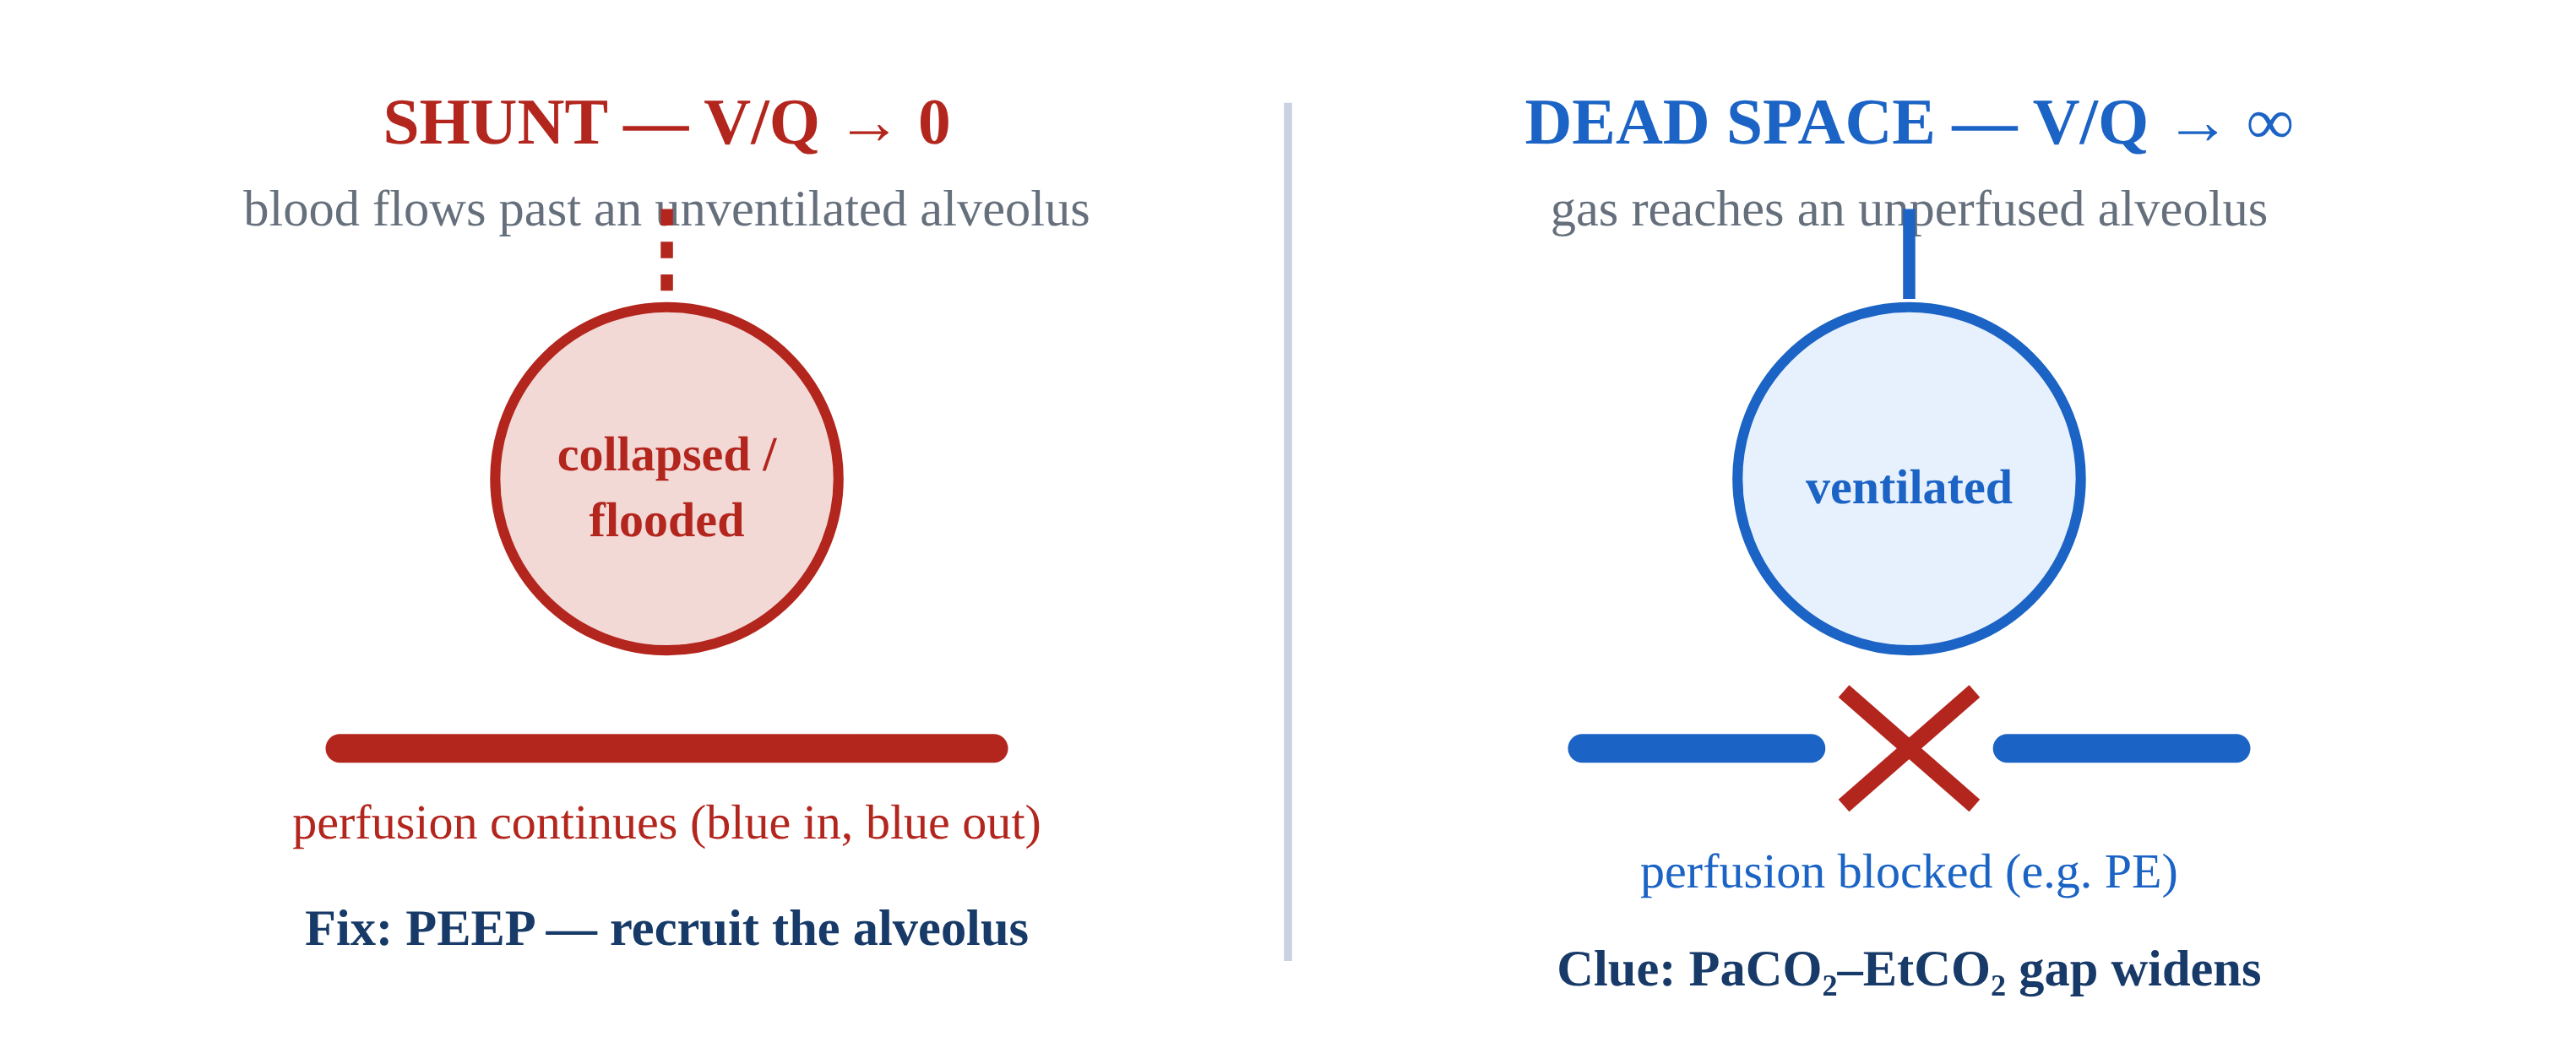 SHUNT — V/Q → 0
blood flows past an unventilated alveolus
collapsed /
flooded
perfusion continues (blue in, blue out)
Fix: PEEP — recruit the alveolus
DEAD SPACE — V/Q → ∞
gas reaches an unperfused alveolus
ventilated
perfusion blocked (e.g. PE)
Clue: PaCO₂–EtCO₂ gap widens